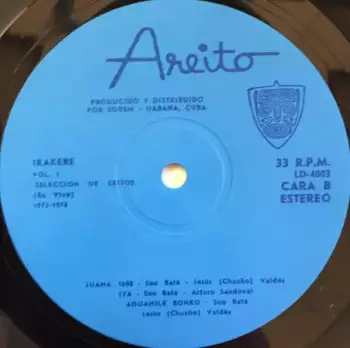 Areito
PRODUCIDO Y DISTRIBUIDO
POR EGREM - HABANA, CUBA
IRAKERE
VOL. I
SELECCION DE EXITOS
(En Vivo)
1973-1978
33 R.P.M.
LD-4003
CARA B
ESTEREO
JUANA 1600 - Son Batá - Jesús (Chucho) Valdés
IYA - Son Batá - Arturo Sandoval
AGUANILE BONKO - Son Batá
Jesús (Chucho) Valdés